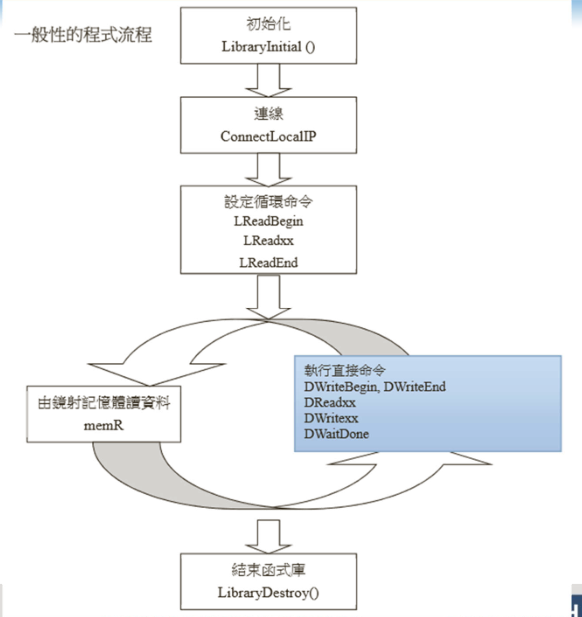 一般性的程式流程
初始化
LibraryInitial ()
連線
ConnectLocalIP
設定循環命令
LReadBegin
LReadxx
LReadEnd
由鏡射記憶體讀資料
memR
執行直接命令
DWriteBegin, DWriteEnd
DReadxx
DWritexx
DWaitDone
結束函式庫
LibraryDestroy()